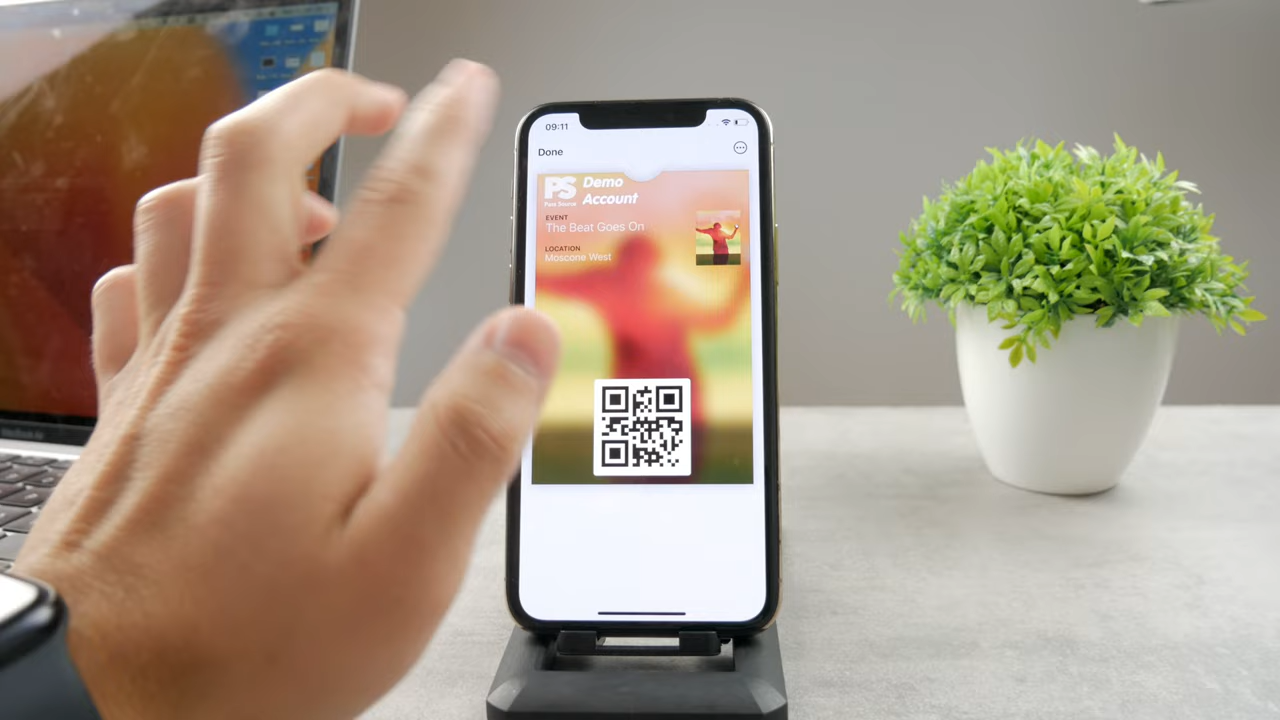 09:11
Done
PS
Pass Source
Demo
Account
EVENT
The Beat Goes On
LOCATION
Moscone West